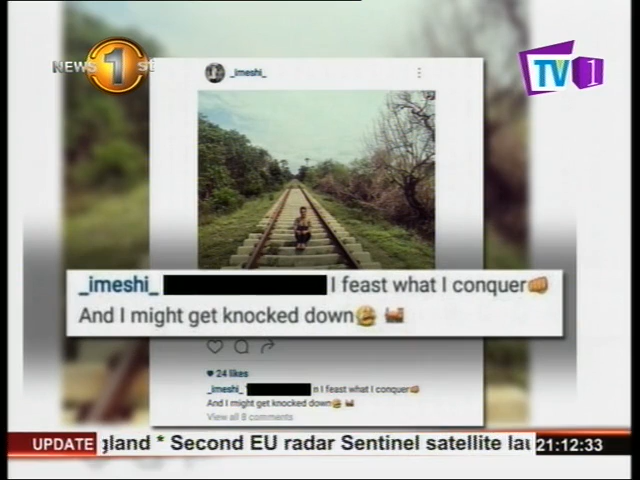 NEWS 1 ST
TV 1
_imeshi_
_imeshi_ I feast what I conquer👊
And I might get knocked down
24 likes
_imeshi_ n I feast what I conquer👊
And I might get knocked down
View all 8 comments
UPDATE gland * Second EU radar Sentinel satellite lau 21:12:33